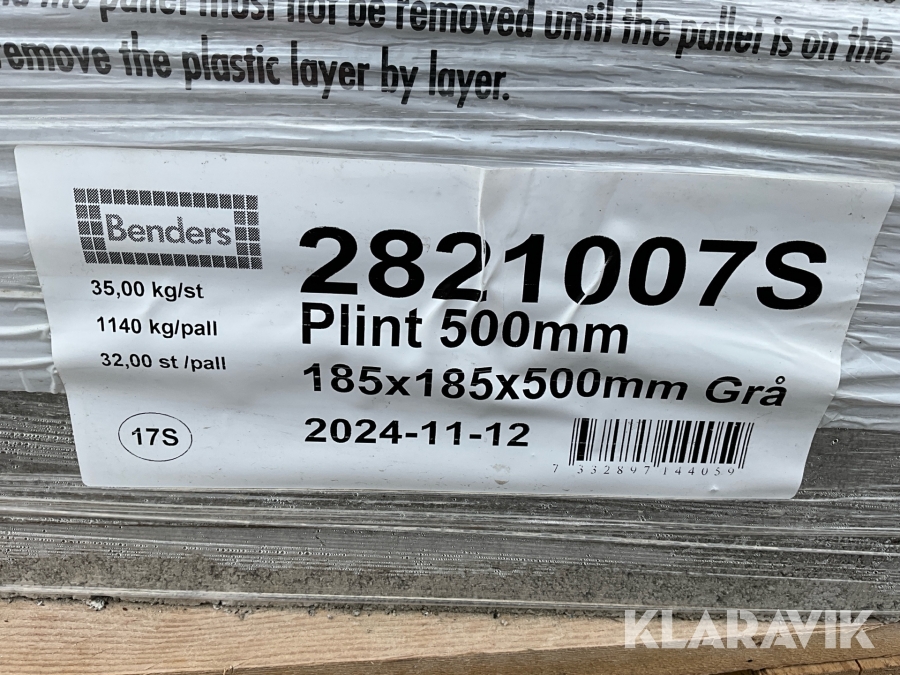 the pallet must not be removed until the pallet is on the
remove the plastic layer by layer.
Benders
2821007S
35,00 kg/st
Plint 500mm
1140 kg/pall
185x185x500mm Grå
32,00 st /pall
2024-11-12
17S
7 332897 144059
KLARAVIK